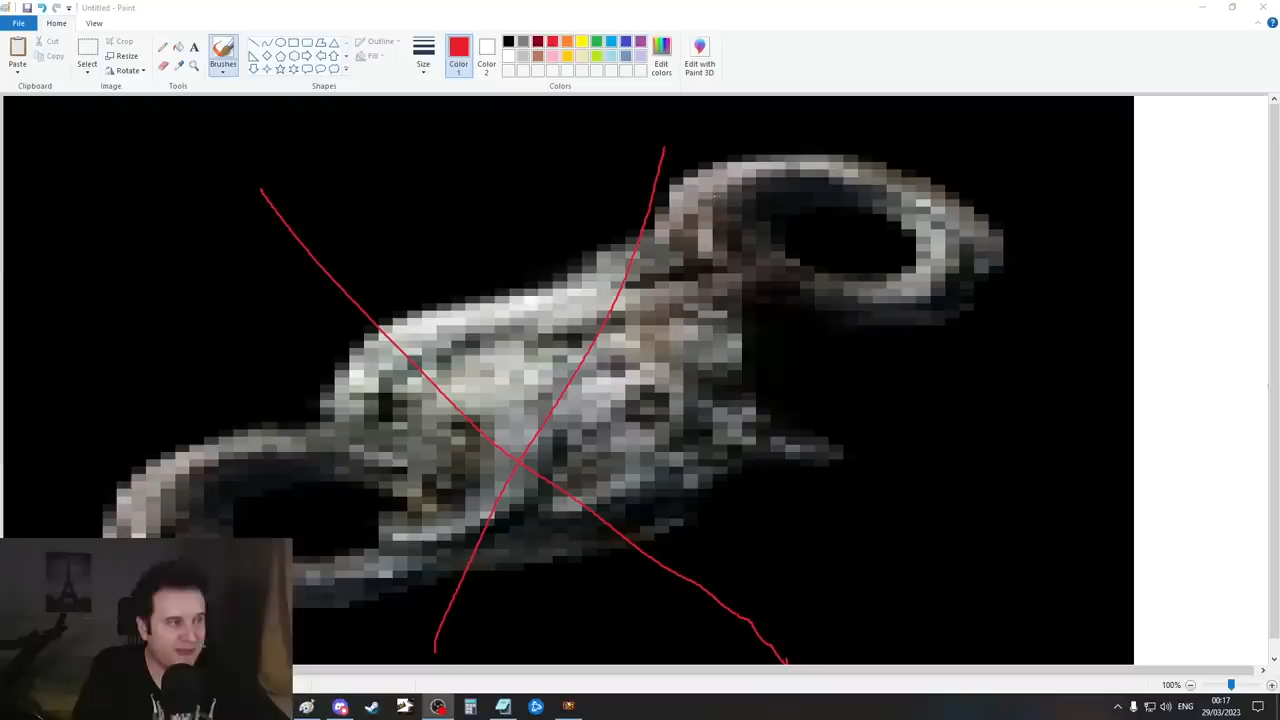 Untitled - Paint
File Home View
Paste
Cut
Copy
Clipboard
Select
Crop
Resize
Rotate
Image
A
Tools
Brushes
Outline
Fill
Shapes
Size
Color 1
Color 2
Edit colors
Colors
Edit with Paint 3D
100%
ENG
00:17
29/03/2023